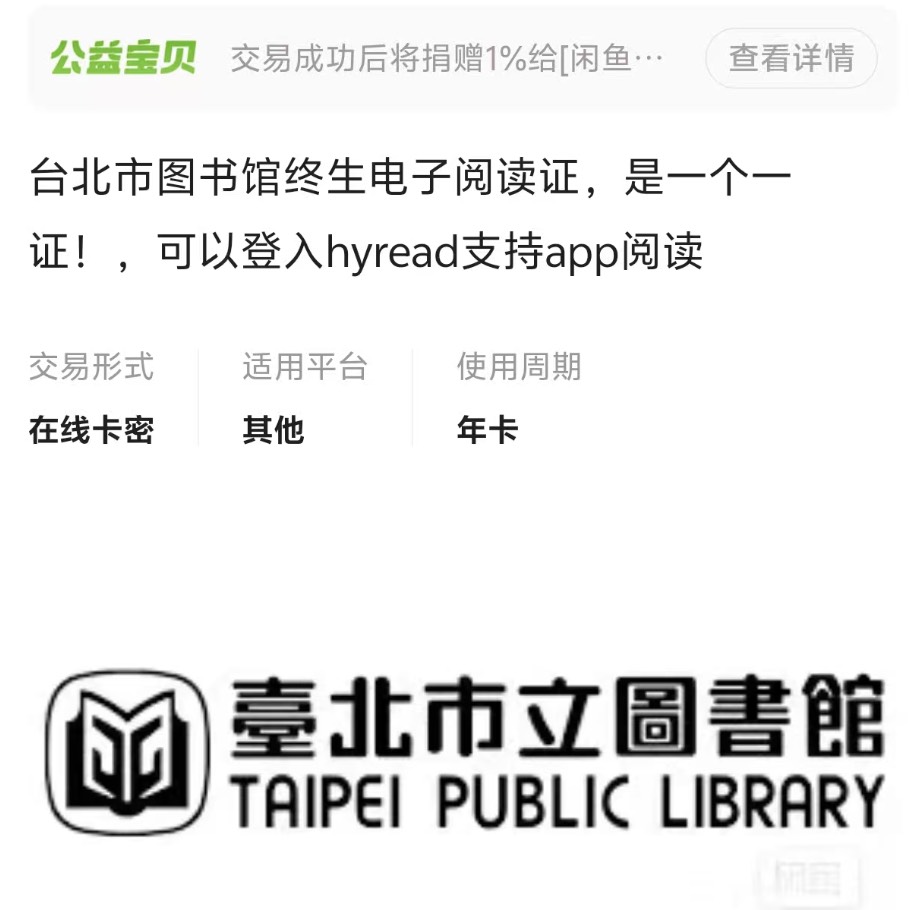 公益宝贝 交易成功后将捐赠1%给[闲鱼… 查看详情
台北市图书馆终生电子阅读证，是一个一
证！，可以登入hyread支持app阅读
交易形式 适用平台 使用周期
在线卡密 其他 年卡
臺北市立圖書館
TAIPEI PUBLIC LIBRARY
闲鱼